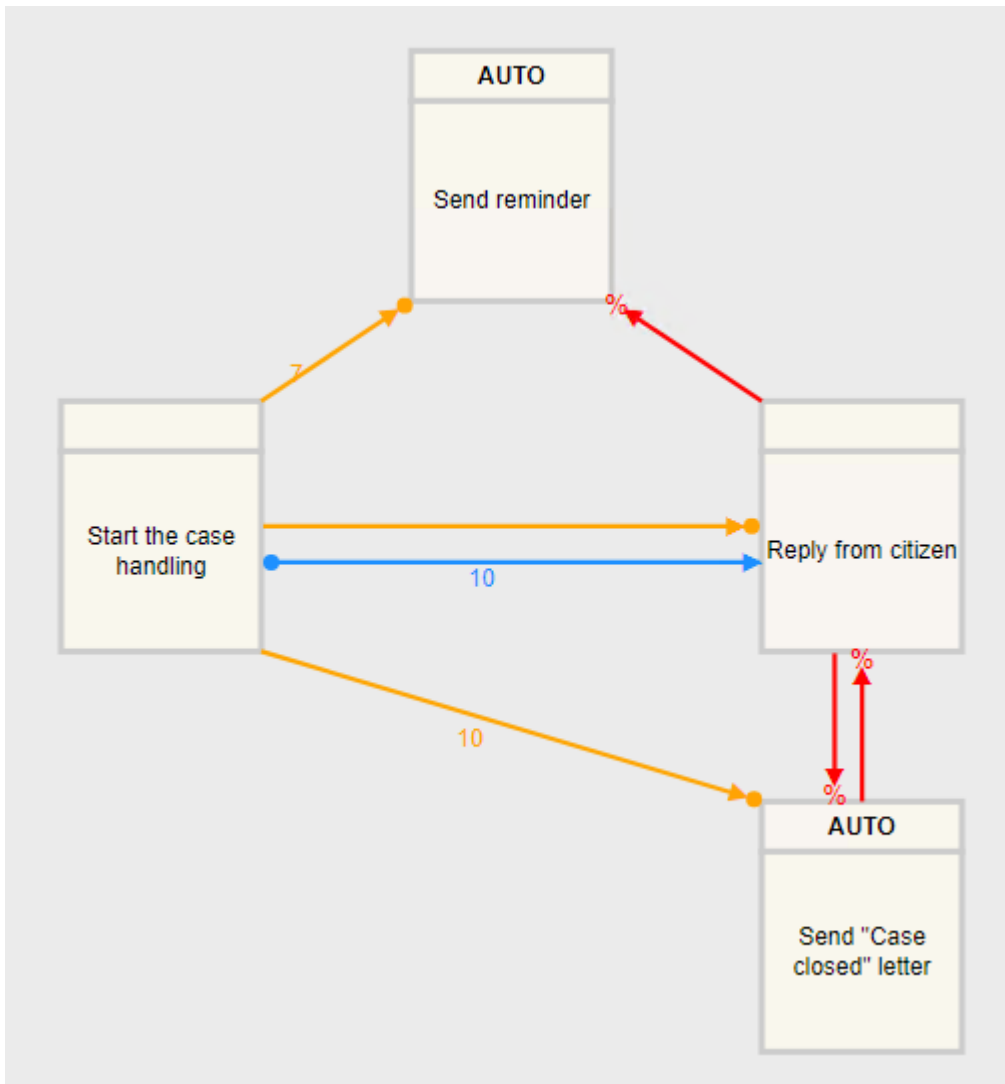 AUTO
Send reminder
%
7
Start the case
handling
Reply from citizen
10
%
10
%
AUTO
Send "Case
closed" letter